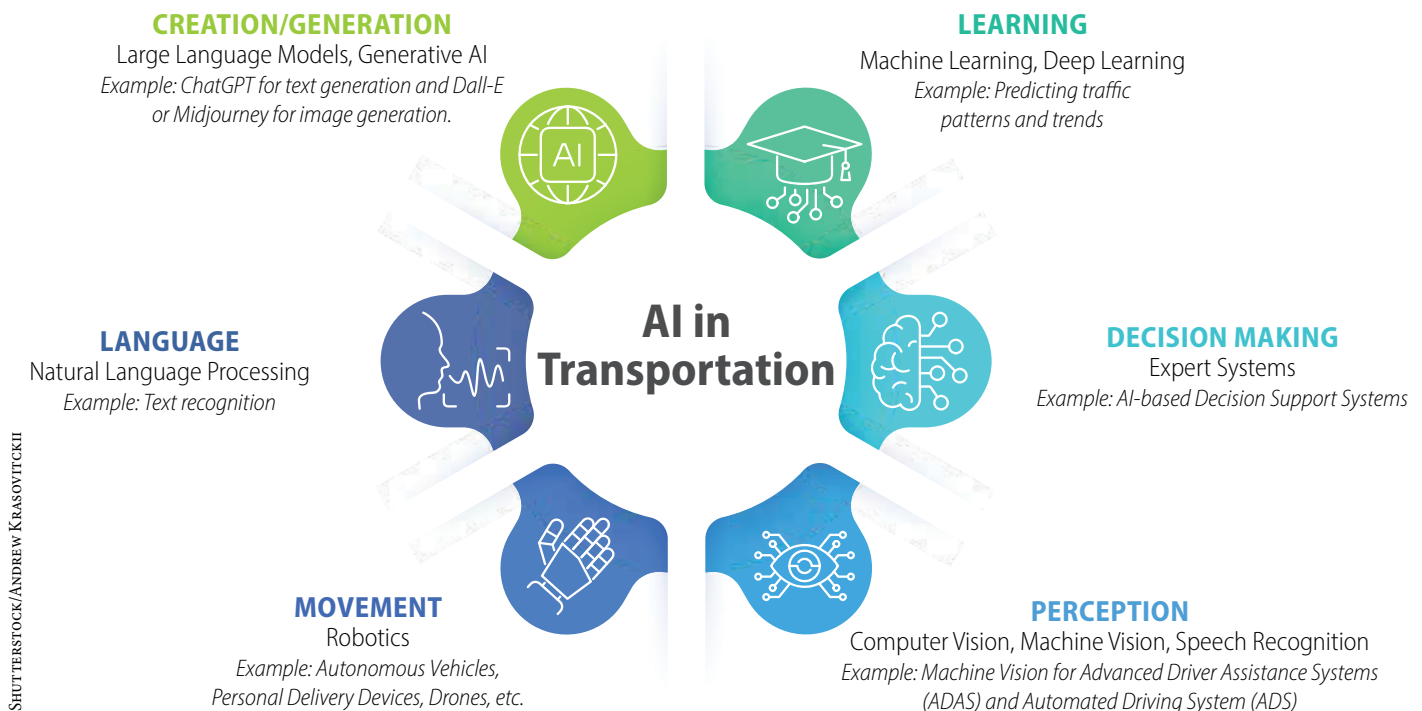 CREATION/GENERATION
Large Language Models, Generative AI
Example: ChatGPT for text generation and Dall-E
or Midjourney for image generation.
AI
LEARNING
Machine Learning, Deep Learning
Example: Predicting traffic
patterns and trends
AI in
Transportation
LANGUAGE
Natural Language Processing
Example: Text recognition
DECISION MAKING
Expert Systems
Example: AI-based Decision Support Systems
MOVEMENT
Robotics
Example: Autonomous Vehicles,
Personal Delivery Devices, Drones, etc.
PERCEPTION
Computer Vision, Machine Vision, Speech Recognition
Example: Machine Vision for Advanced Driver Assistance Systems
(ADAS) and Automated Driving System (ADS)
SHUTTERSTOCK/ANDREW KRASOVITCKII